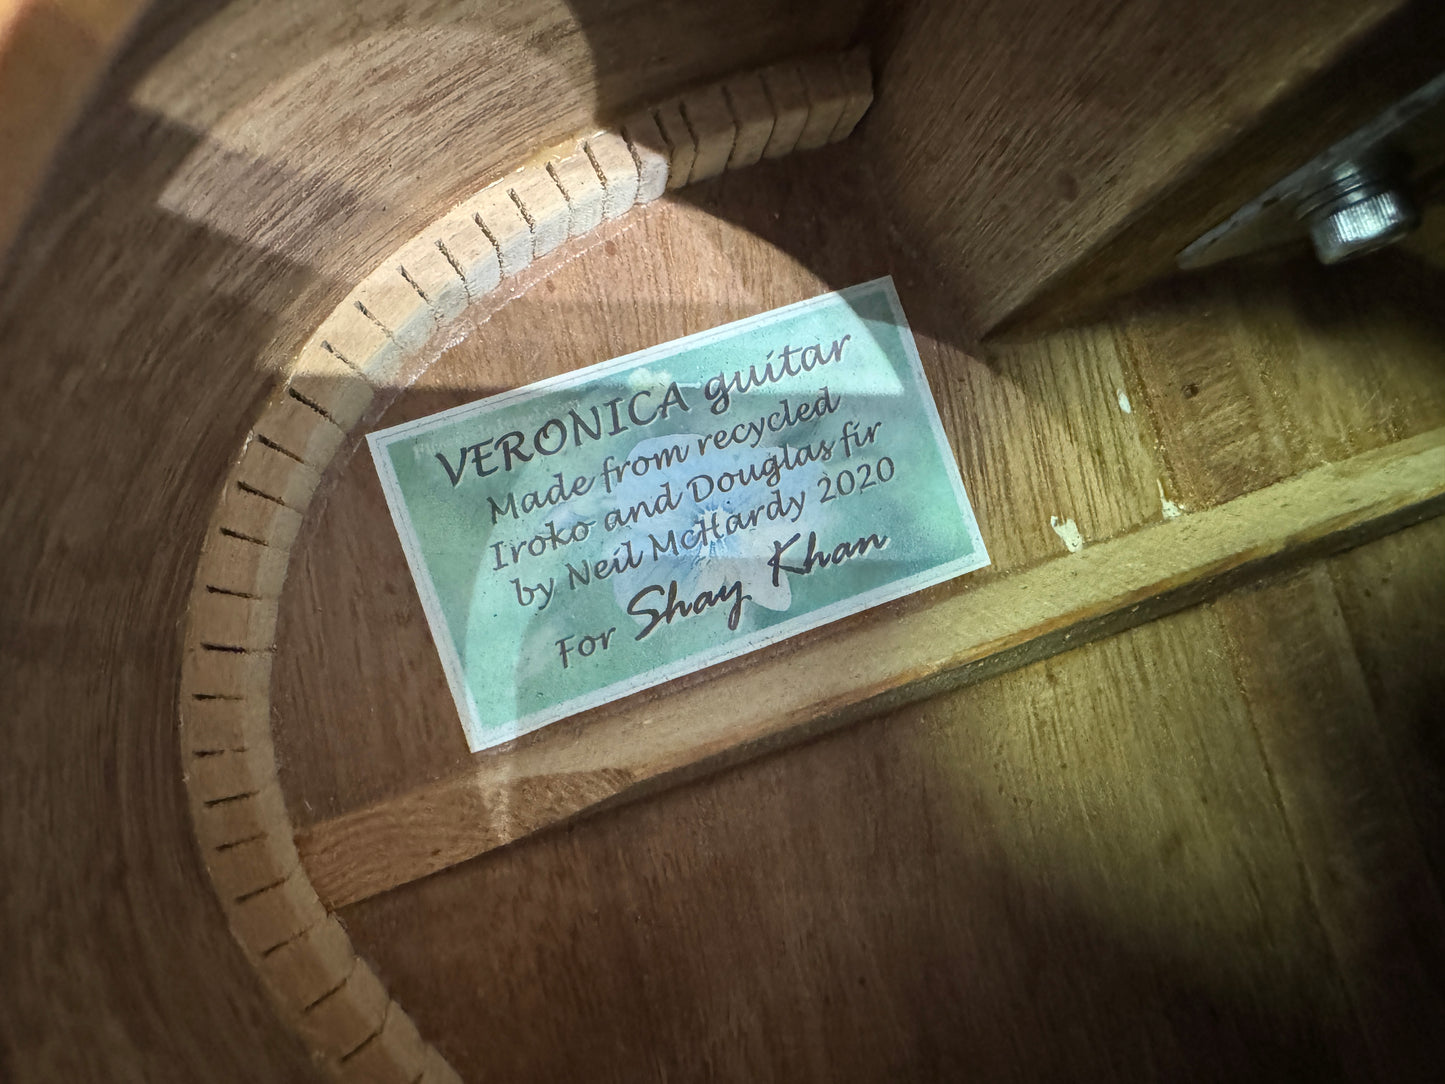 VERONICA guitar
Made from recycled
Iroko and Douglas fir
by Neil McHardy 2020
For Shay Khan